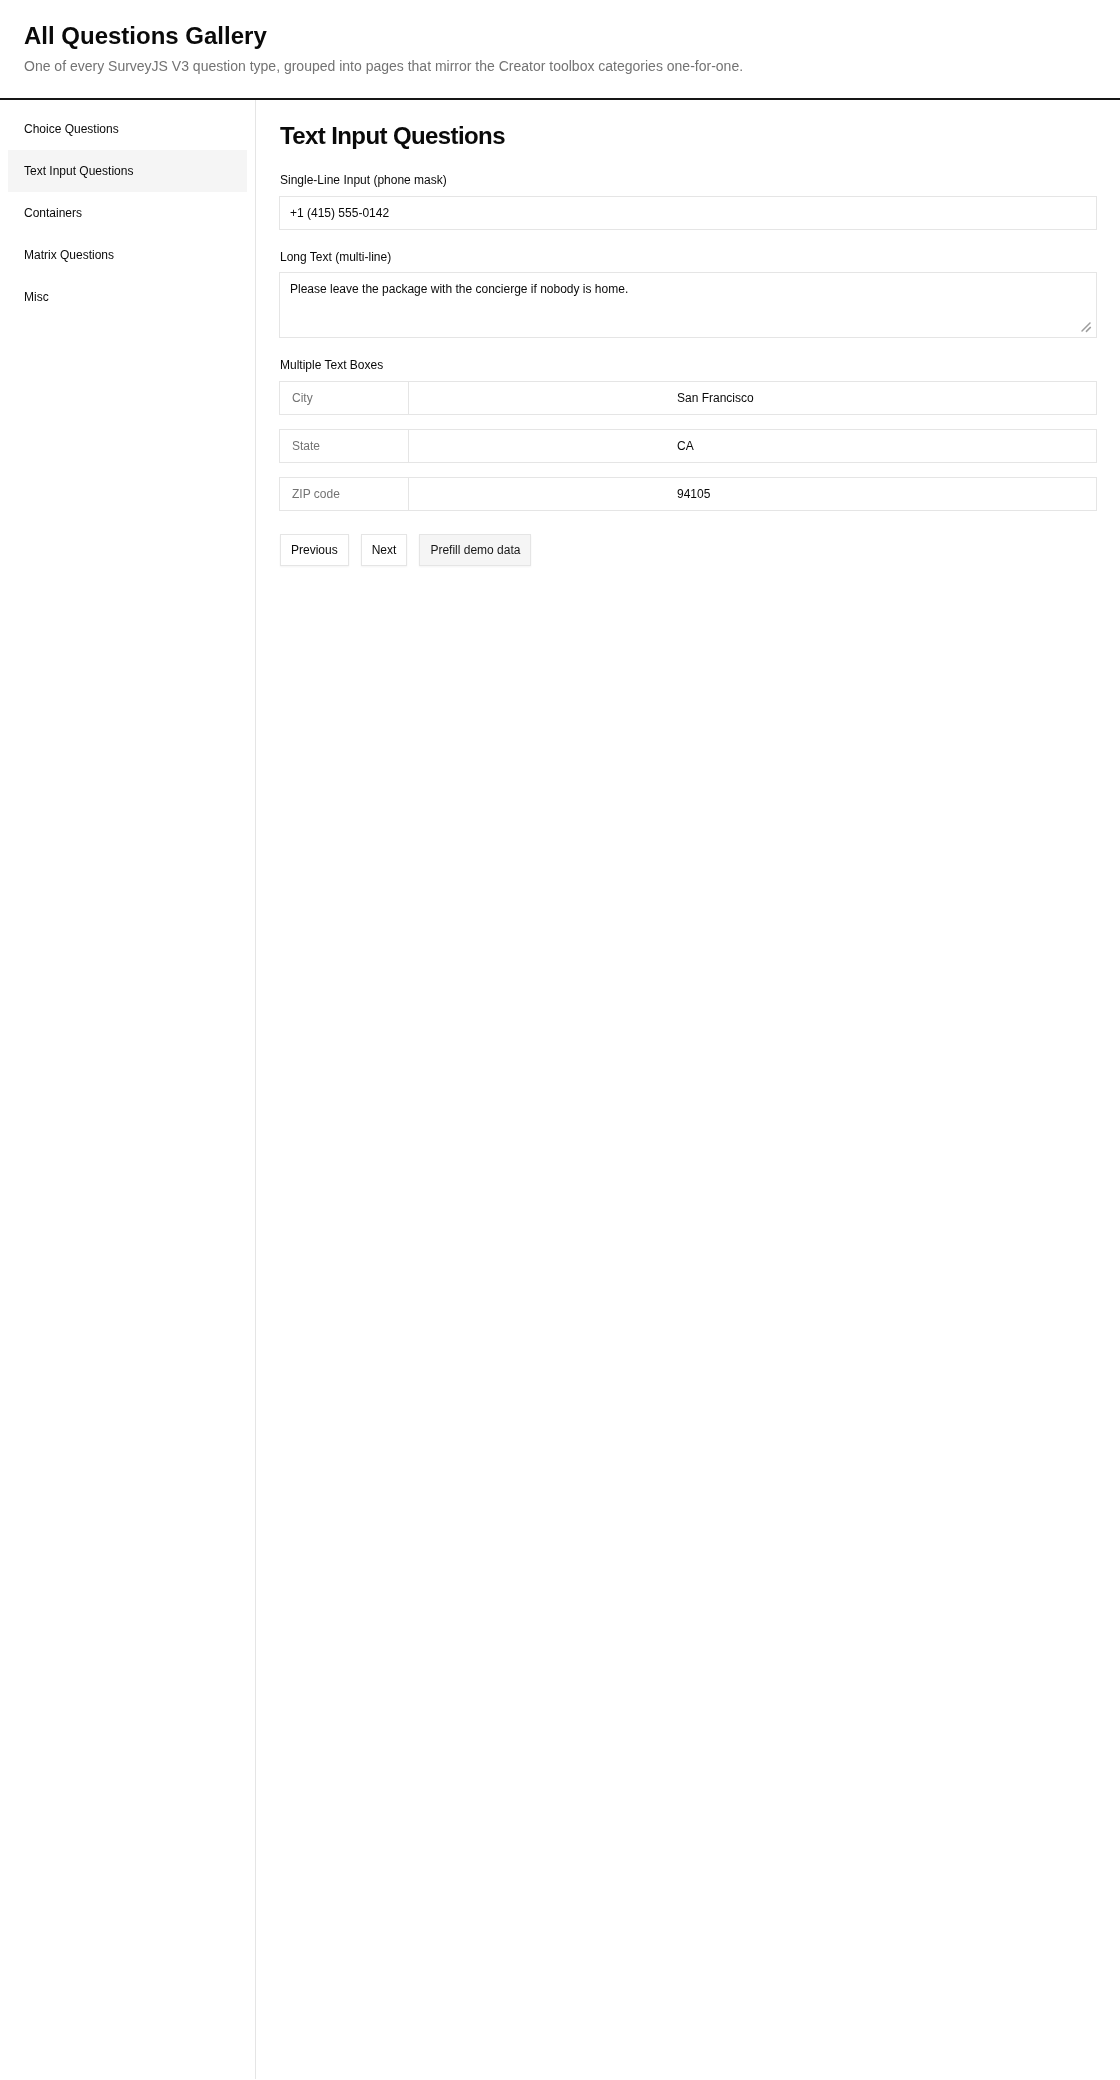 All Questions Gallery
One of every SurveyJS V3 question type, grouped into pages that mirror the Creator toolbox categories one-for-one.
Choice Questions
Text Input Questions
Containers
Matrix Questions
Misc
Text Input Questions
Single-Line Input (phone mask)
+1 (415) 555-0142
Long Text (multi-line)
Please leave the package with the concierge if nobody is home.
Multiple Text Boxes
City San Francisco
State CA
ZIP code 94105
Previous Next Prefill demo data